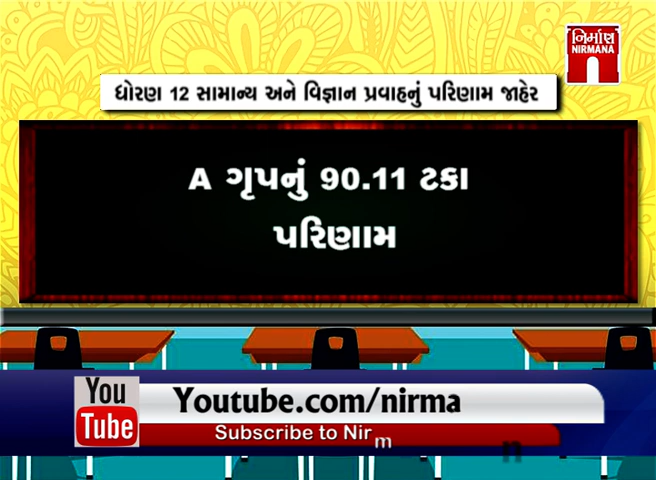 નિર્માણ
NIRMANA
ધોરણ 12 સામાન્ય અને વિજ્ઞાન પ્રવાહનું પરિણામ જાહેર
A ગૃપનું 90.11 ટકા
પરિણામ
You
Tube
Youtube.com/nirma
Subscribe to Nirm n